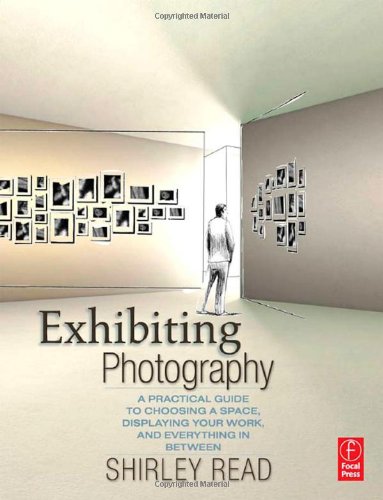 Copyrighted Material
Exhibiting
Photography
A PRACTICAL GUIDE
TO CHOOSING A SPACE,
DISPLAYING YOUR WORK,
AND EVERYTHING IN
BETWEEN
SHIRLEY READ
Focal
Press
Copyrighted Material